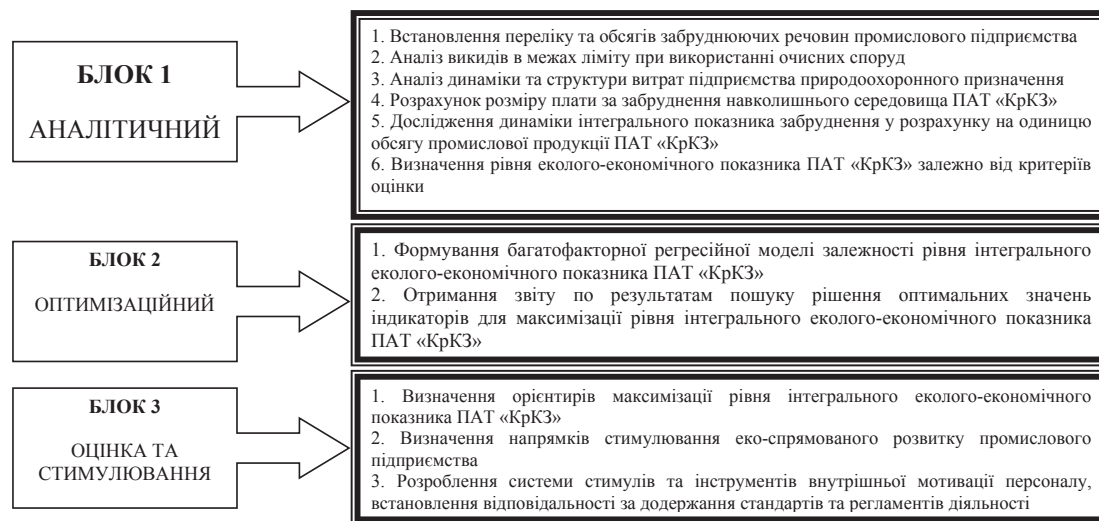 БЛОК 1
АНАЛІТИЧНИЙ
1. Встановлення переліку та обсягів забруднюючих речовин промислового підприємства
2. Аналіз викидів в межах ліміту при використанні очисних споруд
3. Аналіз динаміки та структури витрат підприємства природоохоронного призначення
4. Розрахунок розміру плати за забруднення навколишнього середовища ПАТ «КрКЗ»
5. Дослідження динаміки інтегрального показника забруднення у розрахунку на одиницю
обсягу промислової продукції ПАТ «КрКЗ»
6. Визначення рівня еколого-економічного показника ПАТ «КрКЗ» залежно від критеріїв
оцінки
БЛОК 2
ОПТИМІЗАЦІЙНИЙ
1. Формування багатофакторної регресійної моделі залежності рівня інтегрального
еколого-економічного показника ПАТ «КрКЗ»
2. Отримання звіту по результатам пошуку рішення оптимальних значень
індикаторів для максимізації рівня інтегрального еколого-економічного показника
ПАТ «КрКЗ»
БЛОК 3
ОЦІНКА ТА
СТИМУЛЮВАННЯ
1. Визначення орієнтирів максимізації рівня інтегрального еколого-економічного
показника ПАТ «КрКЗ»
2. Визначення напрямків стимулювання еко-спрямованого розвитку промислового
підприємства
3. Розроблення системи стимулів та інструментів внутрішньої мотивації персоналу,
встановлення відповідальності за додержання стандартів та регламентів діяльності